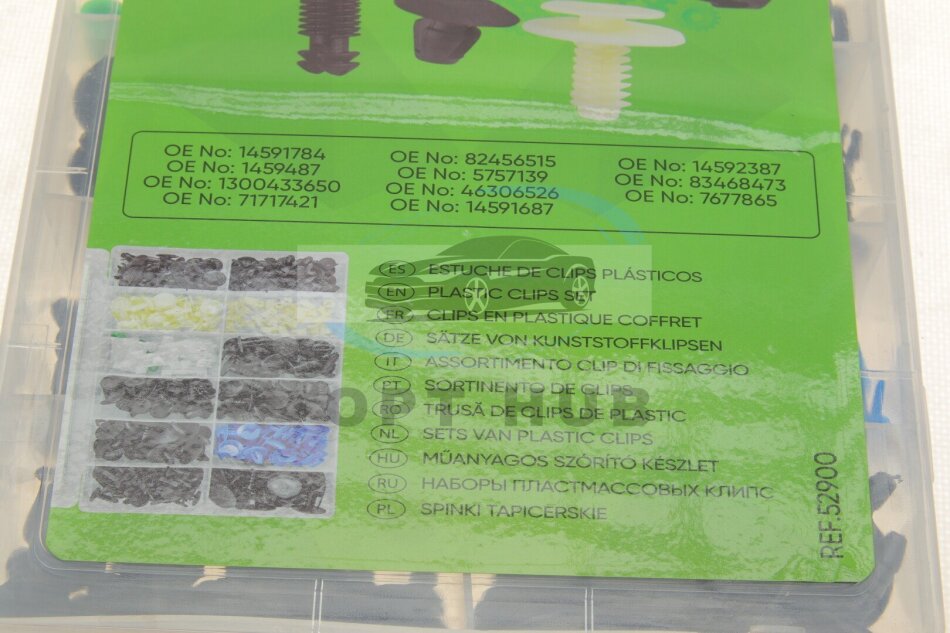 OE No: 14591784
OE No: 1459487
OE No: 1300433650
OE No: 71717421
OE No: 82456515
OE No: 5757139
OE No: 46306526
OE No: 14591687
OE No: 14592387
OE No: 83468473
OE No: 7677865
ES ESTUCHE DE CLIPS PLÁSTICOS
EN PLASTIC CLIPS SET
FR CLIPS EN PLASTIQUE COFFRET
DE SÄTZE VON KUNSTSTOFFKLIPSEN
IT ASSORTIMENTO CLIP DI FISSAGGIO
PT SORTINENTO DE CLIPS
RO TRUSĂ DE CLIPS DE PLASTIC
NL SETS VAN PLASTIC CLIPS
HU MŰANYAGOS SZÓRÍTÓ KÉSZLET
RU НАБОРЫ ПЛАСТМАССОВЫХ КЛИПС
PL SPINKI TAPICERSKIE
REF.52900
OPT HUB